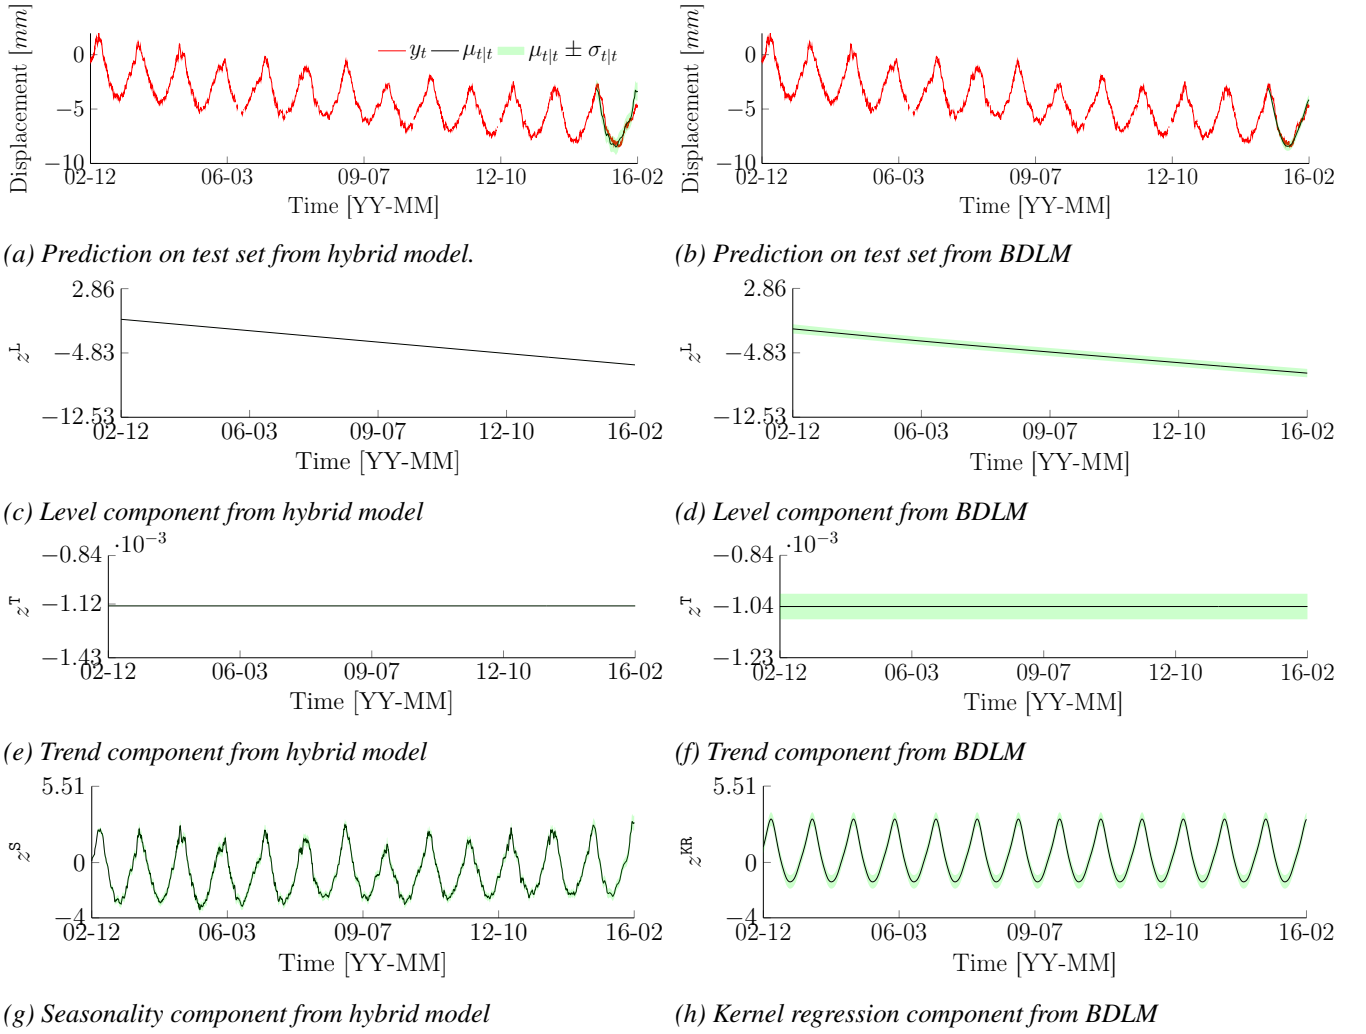 Displacement [mm]
0
−5
−10
y_t μ_{t|t} μ_{t|t} ± σ_{t|t}
02-12 06-03 09-07 12-10 16-02
Time [YY-MM]
(a) Prediction on test set from hybrid model.
Displacement [mm]
0
−5
−10
02-12 06-03 09-07 12-10 16-02
Time [YY-MM]
(b) Prediction on test set from BDLM
z^L
2.86
−4.83
−12.53
02-12 06-03 09-07 12-10 16-02
Time [YY-MM]
(c) Level component from hybrid model
z^L
2.86
−4.83
−12.53
02-12 06-03 09-07 12-10 16-02
Time [YY-MM]
(d) Level component from BDLM
z^T
·10^{−3}
−0.84
−1.12
−1.43
02-12 06-03 09-07 12-10 16-02
Time [YY-MM]
(e) Trend component from hybrid model
z^T
·10^{−3}
−0.84
−1.04
−1.23
02-12 06-03 09-07 12-10 16-02
Time [YY-MM]
(f) Trend component from BDLM
z^S
5.51
0
−4
02-12 06-03 09-07 12-10 16-02
Time [YY-MM]
(g) Seasonality component from hybrid model
z^{KR}
5.51
0
−4
02-12 06-03 09-07 12-10 16-02
Time [YY-MM]
(h) Kernel regression component from BDLM